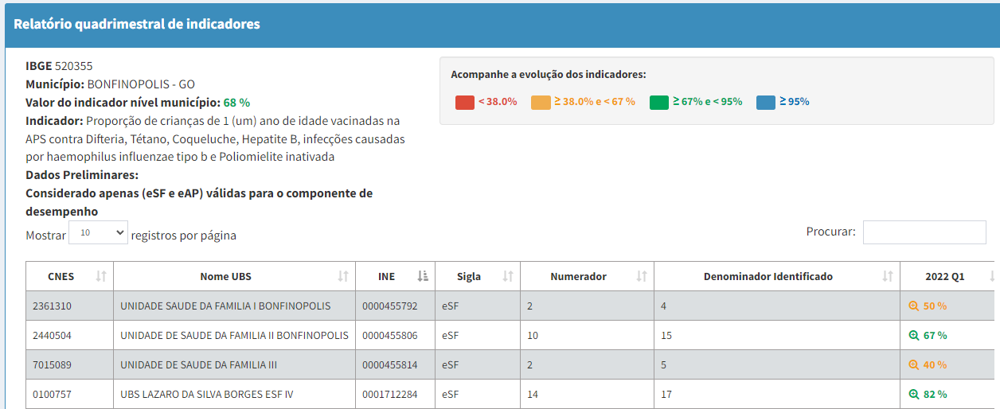 Relatório quadrimestral de indicadores
IBGE 520355
Município: BONFINOPOLIS - GO
Valor do indicador nível município: 68 %
Indicador: Proporção de crianças de 1 (um) ano de idade vacinadas na
APS contra Difteria, Tétano, Coqueluche, Hepatite B, infecções causadas
por haemophilus influenzae tipo b e Poliomielite inativada
Dados Preliminares:
Considerado apenas (eSF e eAP) válidas para o componente de
desempenho
Acompanhe a evolução dos indicadores:
< 38.0% ≥ 38.0% e < 67 % ≥ 67% e < 95% ≥ 95%
Mostrar 10 registros por página
Procurar:
CNES Nome UBS INE Sigla Numerador Denominador Identificado 2022 Q1
2361310 UNIDADE SAUDE DA FAMILIA I BONFINOPOLIS 0000455792 eSF 2 4 50 %
2440504 UNIDADE DE SAUDE DA FAMILIA II BONFINOPOLIS 0000455806 eSF 10 15 67 %
7015089 UNIDADE DE SAUDE DA FAMILIA III 0000455814 eSF 2 5 40 %
0100757 UBS LAZARO DA SILVA BORGES ESF IV 0001712284 eSF 14 17 82 %